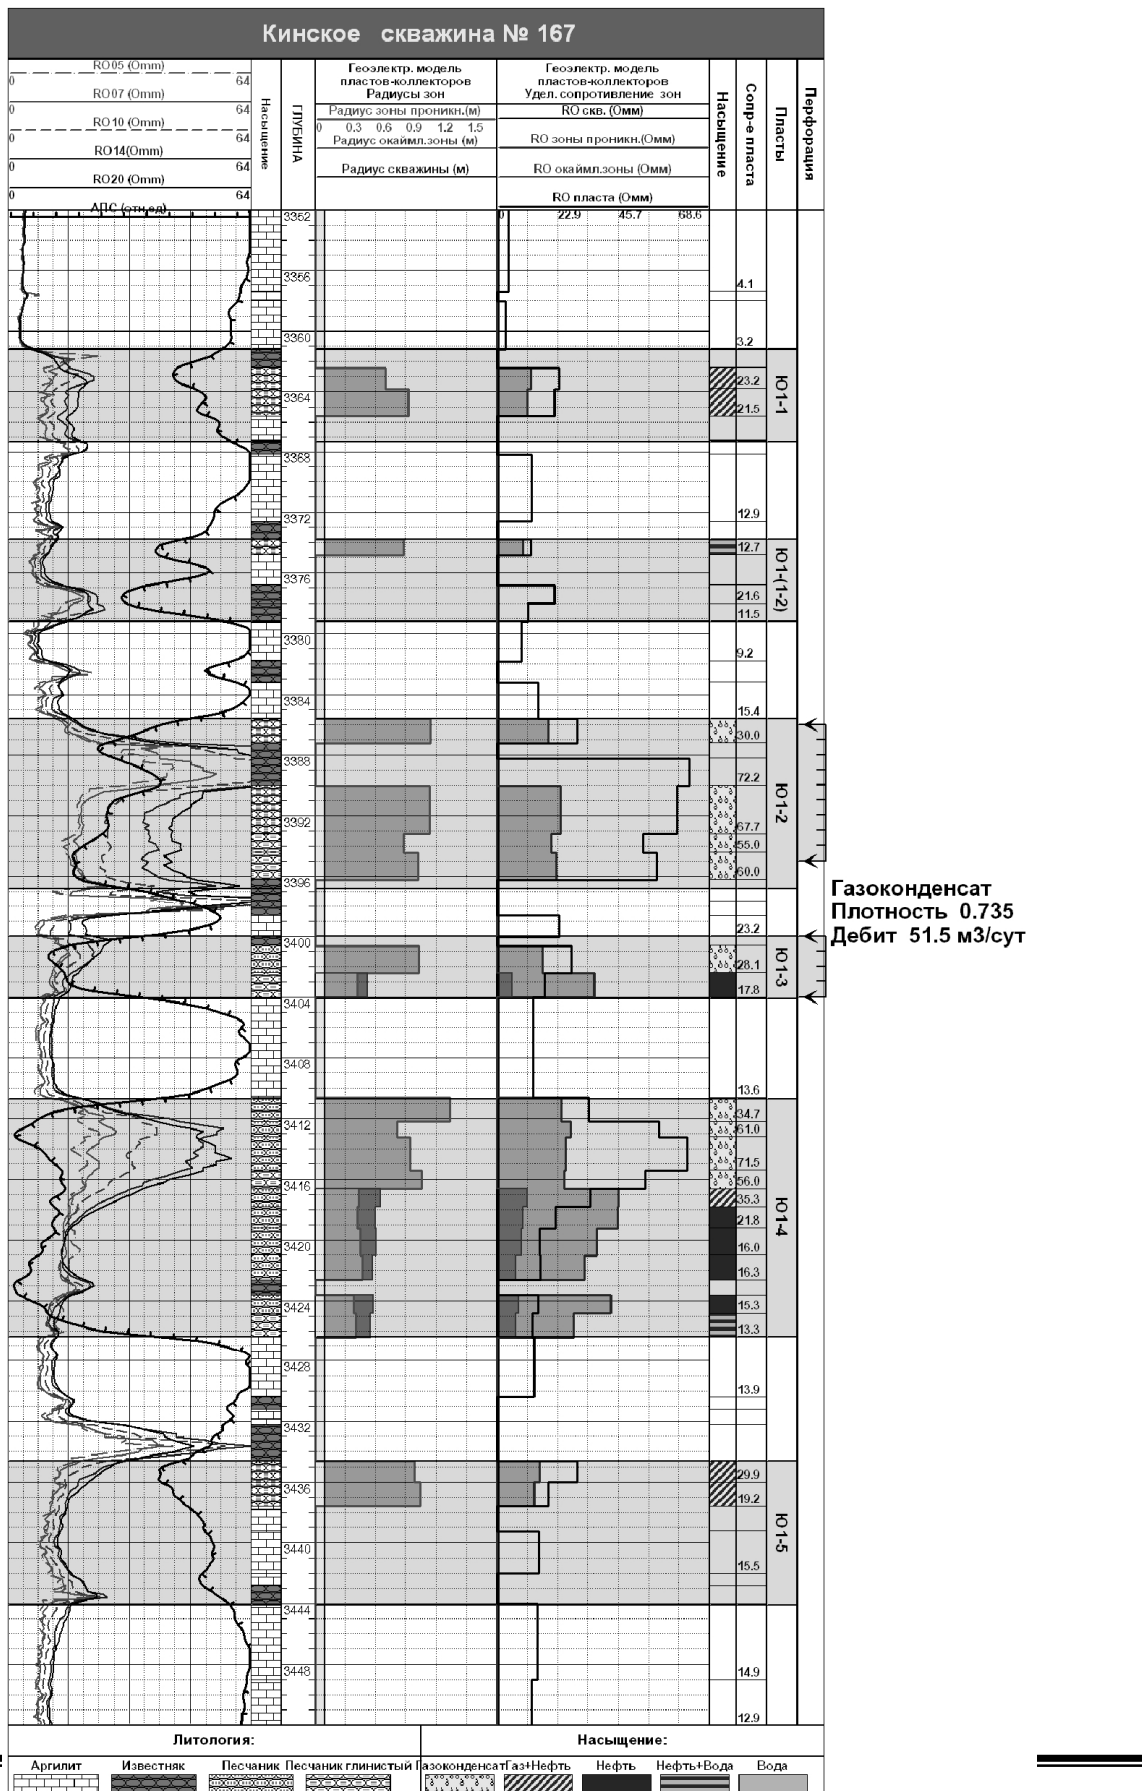 Кинское скважина № 167
RO05 (Omm)
0 64
RO07 (Omm)
0 64
RO10 (Omm)
0 64
RO14(Omm)
0 64
RO20 (Omm)
0 64
АПС (отн.ед)
Насыщение
ГЛУБИНА
Геоэлектр. модель
пластов-коллекторов
Радиусы зон
Радиус зоны проникн.(м)
0 0.3 0.6 0.9 1.2 1.5
Радиус окаймл.зоны (м)
Радиус скважины (м)
Геоэлектр. модель
пластов-коллекторов
Удел. сопротивление зон
RO скв. (Омм)
RO зоны проникн.(Омм)
RO окаймл.зоны (Омм)
RO пласта (Омм)
0 22.9 45.7 68.6
Насыщение
Сопр-е пласта
Пласты
Перфорация
3352
3356
3360
3364
3368
3372
3376
3380
3384
3388
3392
3396
3400
3404
3408
3412
3416
3420
3424
3428
3432
3436
3440
3444
3448
4.1
3.2
23.2
21.5
12.9
12.7
21.6
11.5
9.2
15.4
30.0
72.2
67.7
55.0
60.0
23.2
28.1
17.8
13.6
34.7
61.0
71.5
56.0
35.3
21.8
16.0
16.3
15.3
13.3
13.9
29.9
19.2
15.5
14.9
12.9
Ю1-1
Ю1-(1-2)
Ю1-2
Ю1-3
Ю1-4
Ю1-5
Газоконденсат
Плотность 0.735
Дебит 51.5 м3/сут
Литология:
Насыщение:
Аргилит Известняк Песчаник Песчаник глинистый Газоконденсат Газ+Нефть Нефть Нефть+Вода Вода